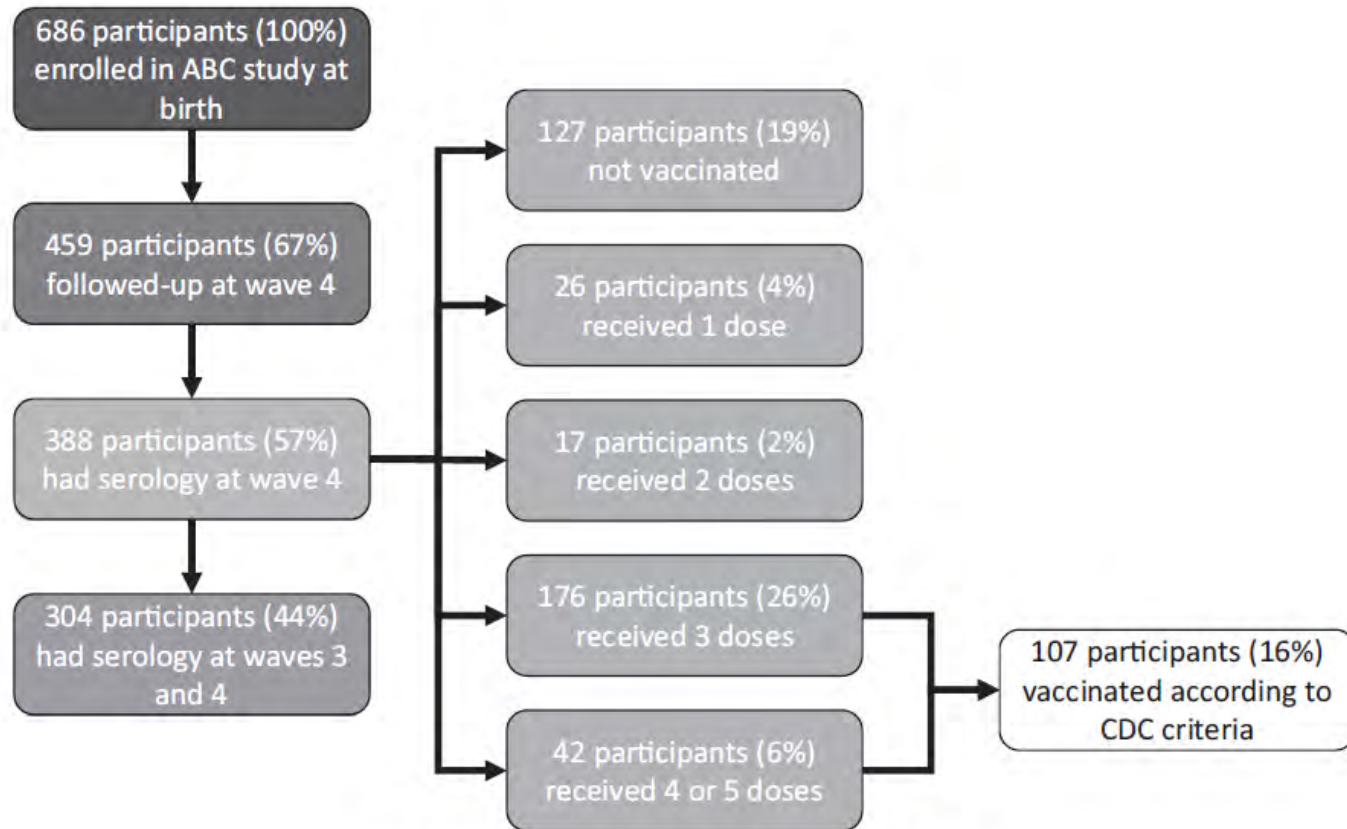 686 participants (100%)
enrolled in ABC study at
birth
459 participants (67%)
followed-up at wave 4
388 participants (57%)
had serology at wave 4
304 participants (44%)
had serology at waves 3
and 4
127 participants (19%)
not vaccinated
26 participants (4%)
received 1 dose
17 participants (2%)
received 2 doses
176 participants (26%)
received 3 doses
42 participants (6%)
received 4 or 5 doses
107 participants (16%)
vaccinated according to
CDC criteria